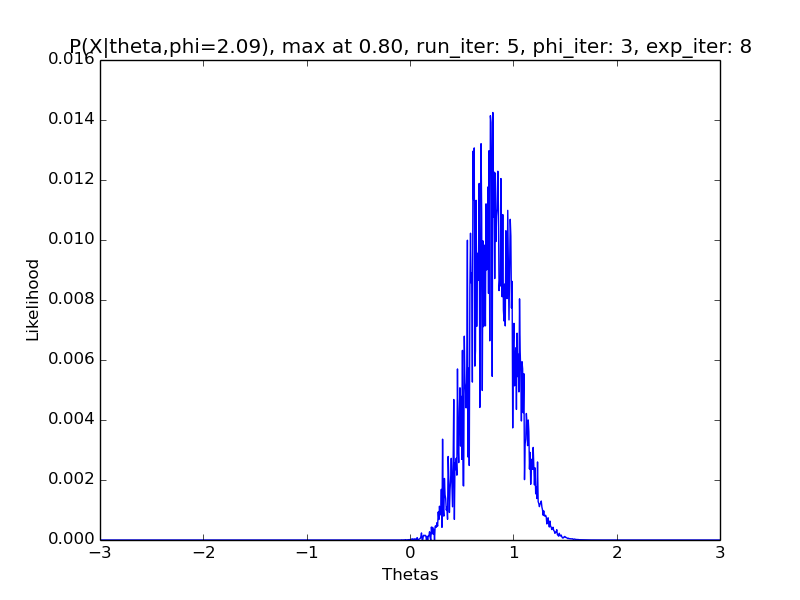 P(X|theta,phi=2.09), max at 0.80, run_iter: 5, phi_iter: 3, exp_iter: 8
0.016
0.014
0.012
0.010
0.008
0.006
0.004
0.002
0.000
Likelihood
−3 −2 −1 0 1 2 3
Thetas